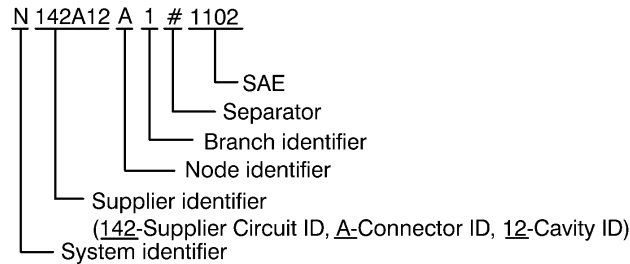 N 142A12 A 1 # 1102
SAE
Separator
Branch identifier
Node identifier
Supplier identifier
(142-Supplier Circuit ID, A-Connector ID, 12-Cavity ID)
System identifier